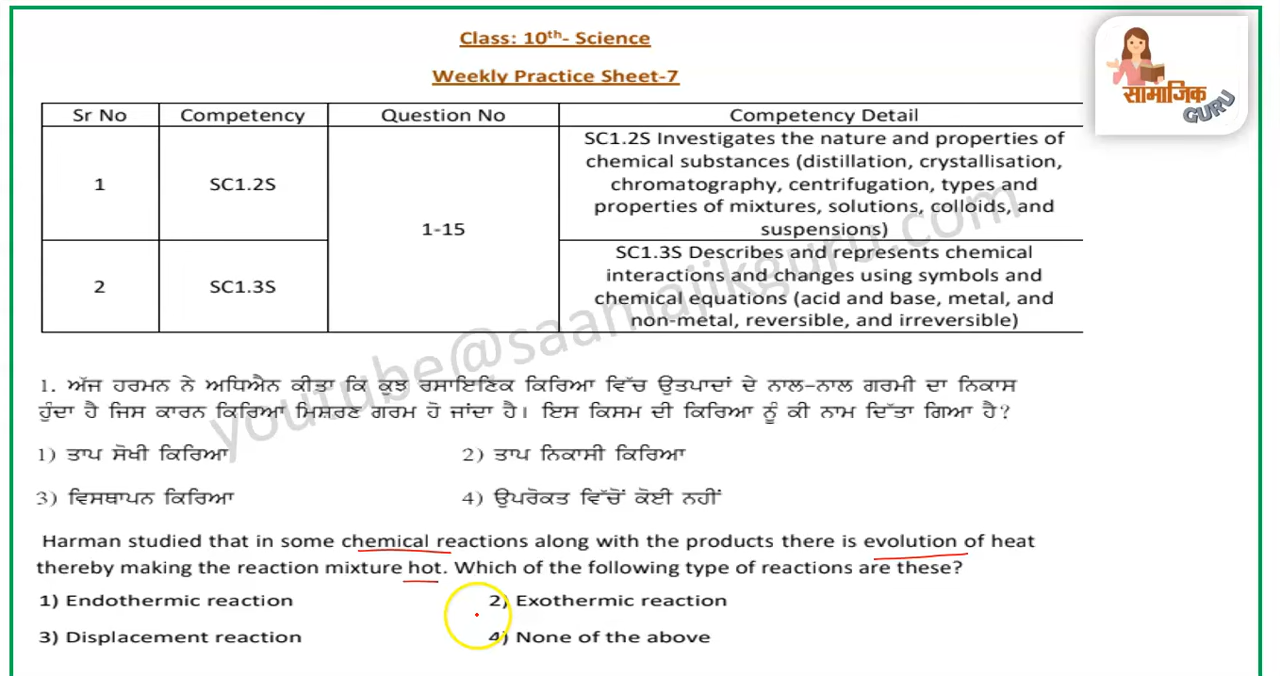 Class: 10th- Science
Weekly Practice Sheet-7
सामाजिक
GURU
Sr No Competency Question No Competency Detail
1 SC1.2S 1-15 SC1.2S Investigates the nature and properties of
chemical substances (distillation, crystallisation,
chromatography, centrifugation, types and
properties of mixtures, solutions, colloids, and
suspensions)
2 SC1.3S SC1.3S Describes and represents chemical
interactions and changes using symbols and
chemical equations (acid and base, metal, and
non-metal, reversible, and irreversible)
youtube@saamajikguru.com
1. ਅੱਜ ਹਰਮਨ ਨੇ ਅਧਿਐਨ ਕੀਤਾ ਕਿ ਕੁਝ ਰਸਾਇਣਿਕ ਕਿਰਿਆ ਵਿੱਚ ਉਤਪਾਦਾਂ ਦੇ ਨਾਲ-ਨਾਲ ਗਰਮੀ ਦਾ ਨਿਕਾਸ
ਹੁੰਦਾ ਹੈ ਜਿਸ ਕਾਰਨ ਕਿਰਿਆ ਮਿਸ਼ਰਣ ਗਰਮ ਹੋ ਜਾਂਦਾ ਹੈ। ਇਸ ਕਿਸਮ ਦੀ ਕਿਰਿਆ ਨੂੰ ਕੀ ਨਾਮ ਦਿੱਤਾ ਗਿਆ ਹੈ?
1) ਤਾਪ ਸੋਖੀ ਕਿਰਿਆ 2) ਤਾਪ ਨਿਕਾਸੀ ਕਿਰਿਆ
3) ਵਿਸਥਾਪਨ ਕਿਰਿਆ 4) ਉਪਰੋਕਤ ਵਿੱਚੋਂ ਕੋਈ ਨਹੀਂ
Harman studied that in some chemical reactions along with the products there is evolution of heat
thereby making the reaction mixture hot. Which of the following type of reactions are these?
1) Endothermic reaction 2) Exothermic reaction
3) Displacement reaction 4) None of the above